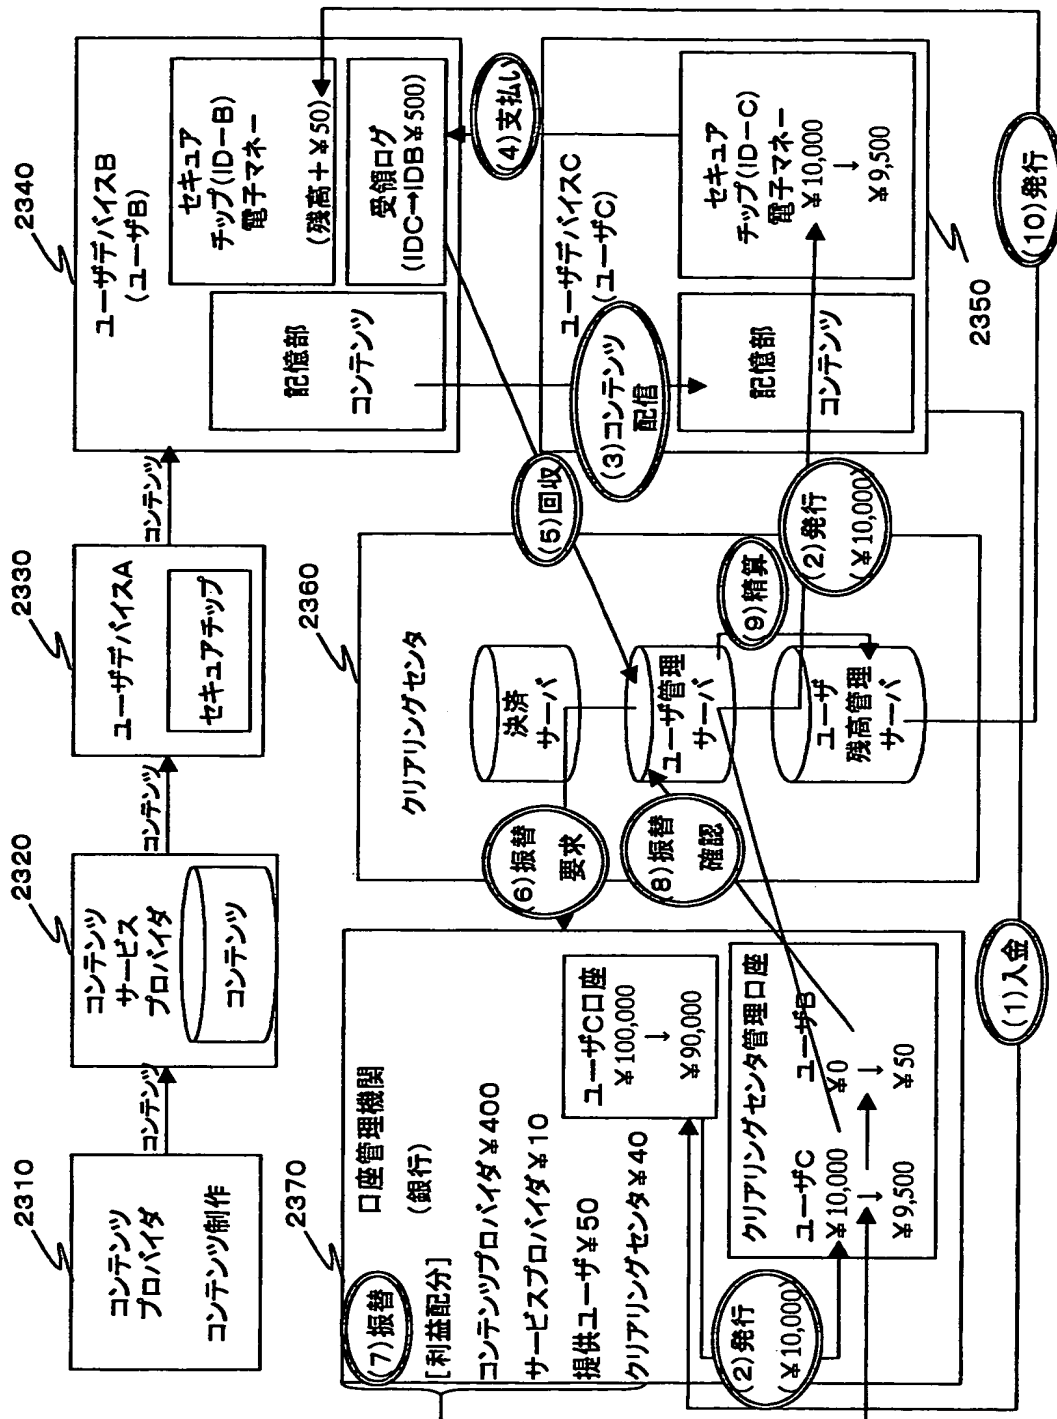 2310
コンテンツ
プロバイダ
コンテンツ制作
コンテンツ
2320
コンテンツ
サービス
プロバイダ
コンテンツ
コンテンツ
2330
ユーザデバイスA
セキュアチップ
コンテンツ
2340
ユーザデバイスB
(ユーザB)
セキュア
チップ(ID−B)
電子マネー
(残高+¥50)
受領ログ
(IDC→IDB¥500)
記憶部
コンテンツ
(4)支払い
(3)コンテンツ
配信
(5)回収
2350
ユーザデバイスC
(ユーザC)
セキュア
チップ(ID−C)
電子マネー
¥10,000
↓
¥9,500
記憶部
コンテンツ
(10)発行
2360
クリアリングセンタ
決済
サーバ
ユーザ管理
サーバ
ユーザ
残高管理
サーバ
(9)精算
(2)発行
(¥10,000)
(6)振替
要求
(8)振替
確認
2370
口座管理機関
(銀行)
(7)振替
[利益配分]
コンテンツプロバイダ¥400
サービスプロバイダ¥10
提供ユーザ¥50
クリアリングセンタ¥40
ユーザC口座
¥100,000
↓
¥90,000
クリアリングセンタ管理口座
ユーザC ユーザB
¥10,000 ¥0
↓ ↓
¥9,500 ¥50
(2)発行
(¥10,000)
(1)入金